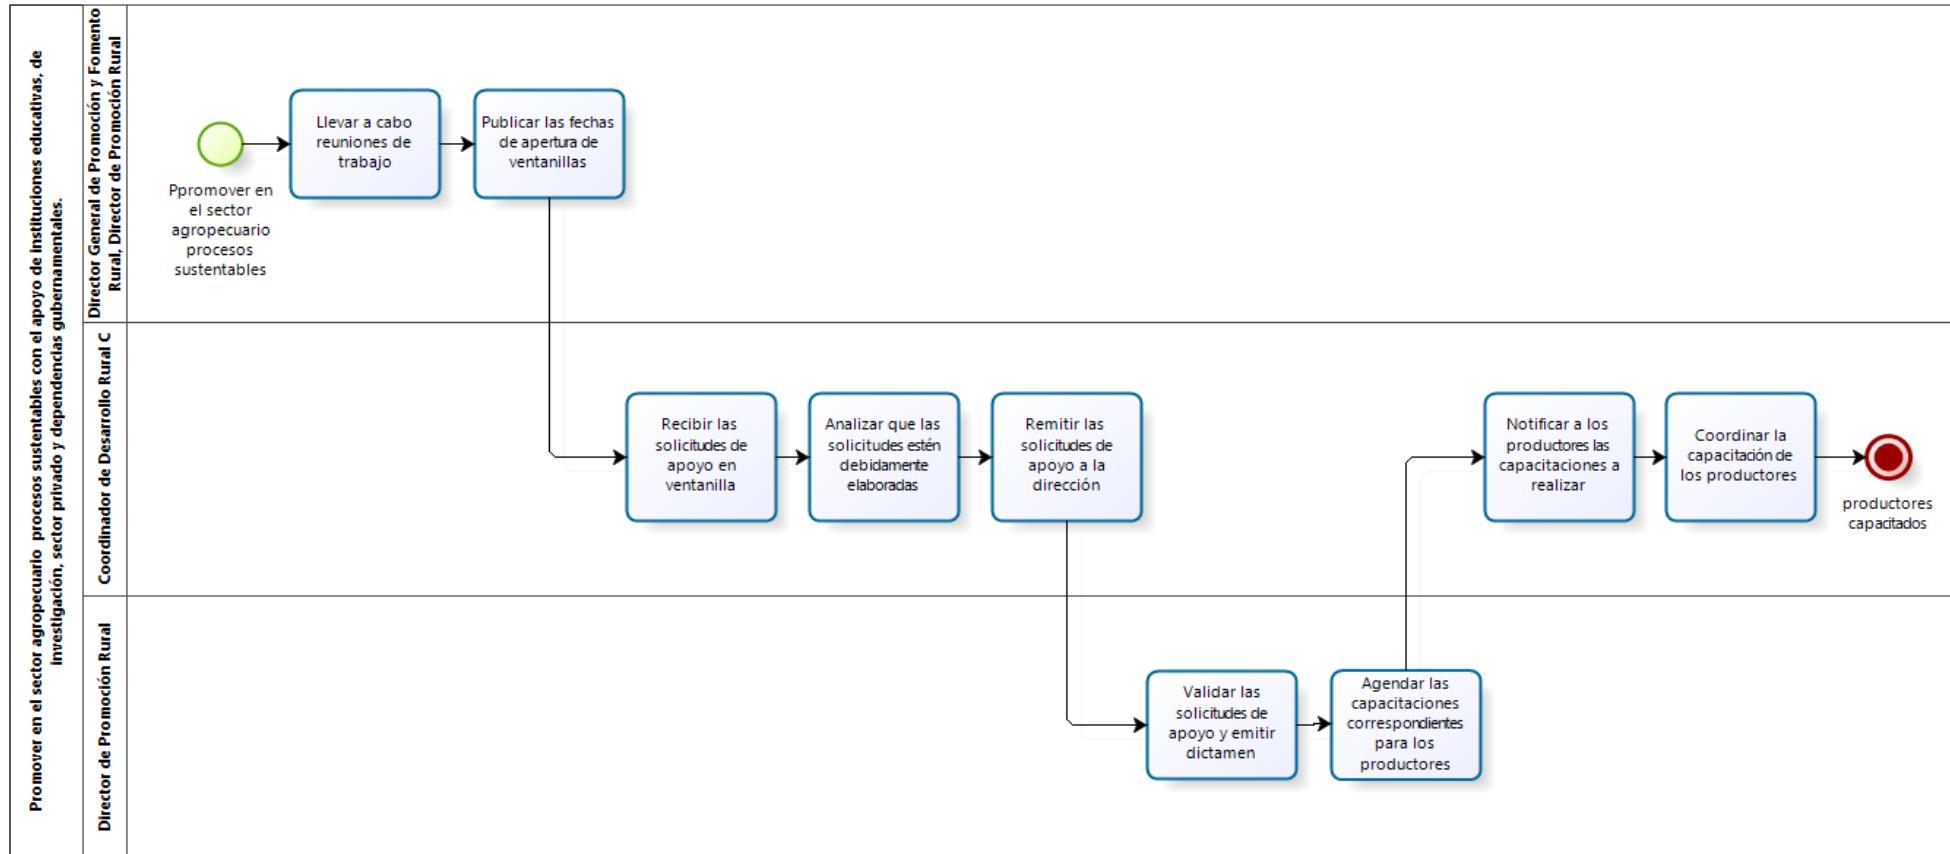 Promover en el sector agropecuario  procesos sustentables con el apoyo de instituciones educativas, de
investigación, sector privado y dependencias gubernamentales.
Director General de Promoción y Fomento
Rural, Director de Promoción Rural
Ppromover en
el sector
agropecuario
procesos
sustentables
Llevar a cabo
reuniones de
trabajo
Publicar las fechas
de apertura de
ventanillas
Coordinador de Desarrollo Rural C
Recibir las
solicitudes de
apoyo en
ventanilla
Analizar que las
solicitudes estén
debidamente
elaboradas
Remitir las
solicitudes de
apoyo a la
dirección
Notificar a los
productores las
capacitaciones a
realizar
Coordinar la
capacitación de
los productores
productores
capacitados
Director de Promoción Rural
Validar las
solicitudes de
apoyo y emitir
dictamen
Agendar las
capacitaciones
correspondientes
para los
productores